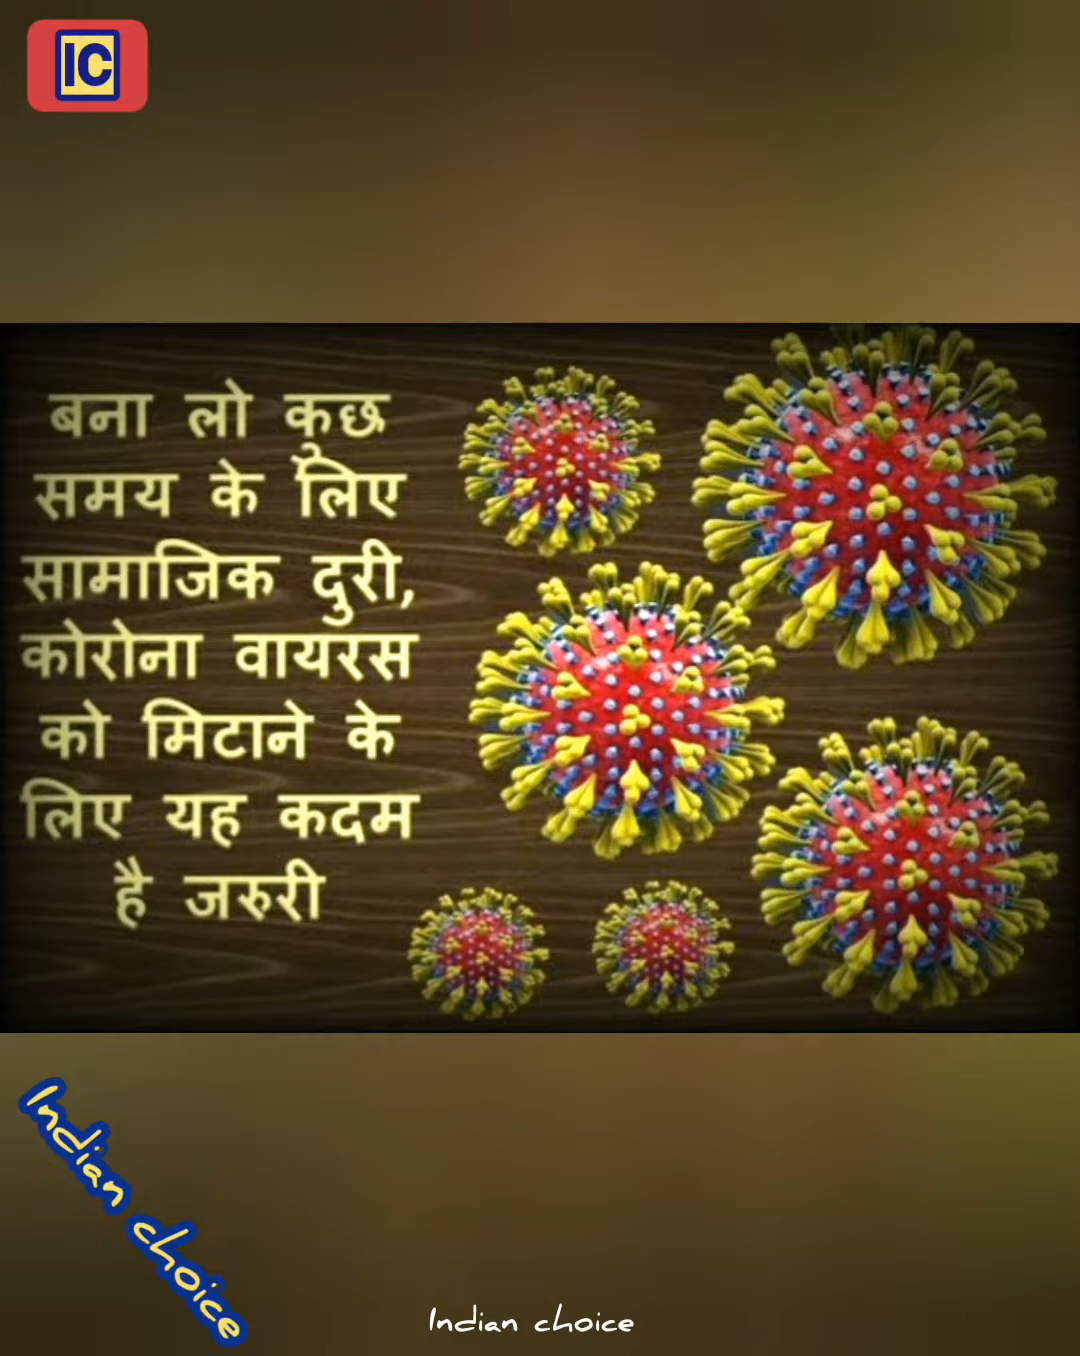 IC
बना लो कुछ
समय के लिए
सामाजिक दुरी,
कोरोना वायरस
को मिटाने के
लिए यह कदम
है जरुरी
Indian choice
Indian choice